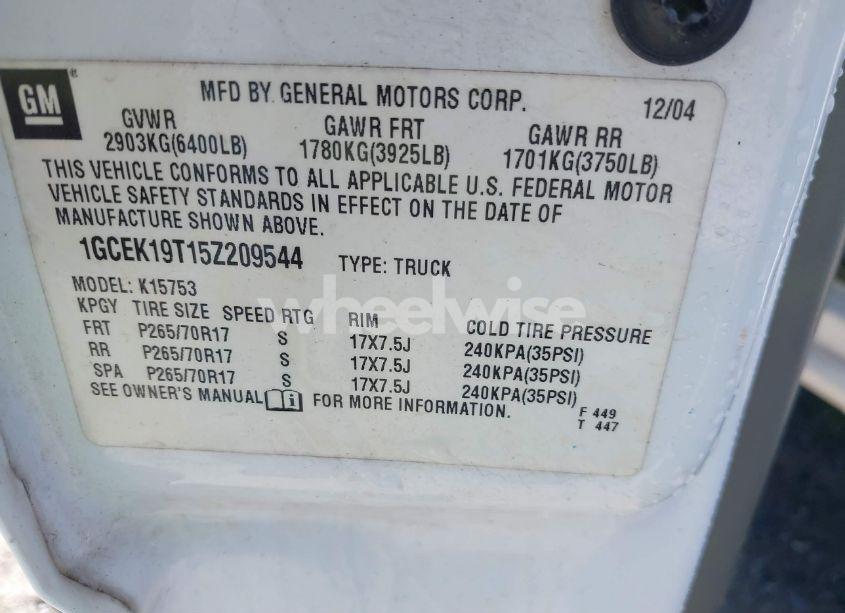 GM
MFD BY GENERAL MOTORS CORP. 12/04
GVWR GAWR FRT GAWR RR
2903KG(6400LB) 1780KG(3925LB) 1701KG(3750LB)
THIS VEHICLE CONFORMS TO ALL APPLICABLE U.S. FEDERAL MOTOR
VEHICLE SAFETY STANDARDS IN EFFECT ON THE DATE OF
MANUFACTURE SHOWN ABOVE.
1GCEK19T15Z209544 TYPE: TRUCK
MODEL: K15753
wheelwise
KPGY TIRE SIZE SPEED RTG RIM COLD TIRE PRESSURE
FRT P265/70R17 S 17X7.5J 240KPA(35PSI)
RR P265/70R17 S 17X7.5J 240KPA(35PSI)
SPA P265/70R17 S 17X7.5J 240KPA(35PSI)
SEE OWNER'S MANUAL FOR MORE INFORMATION.
F 449
T 447